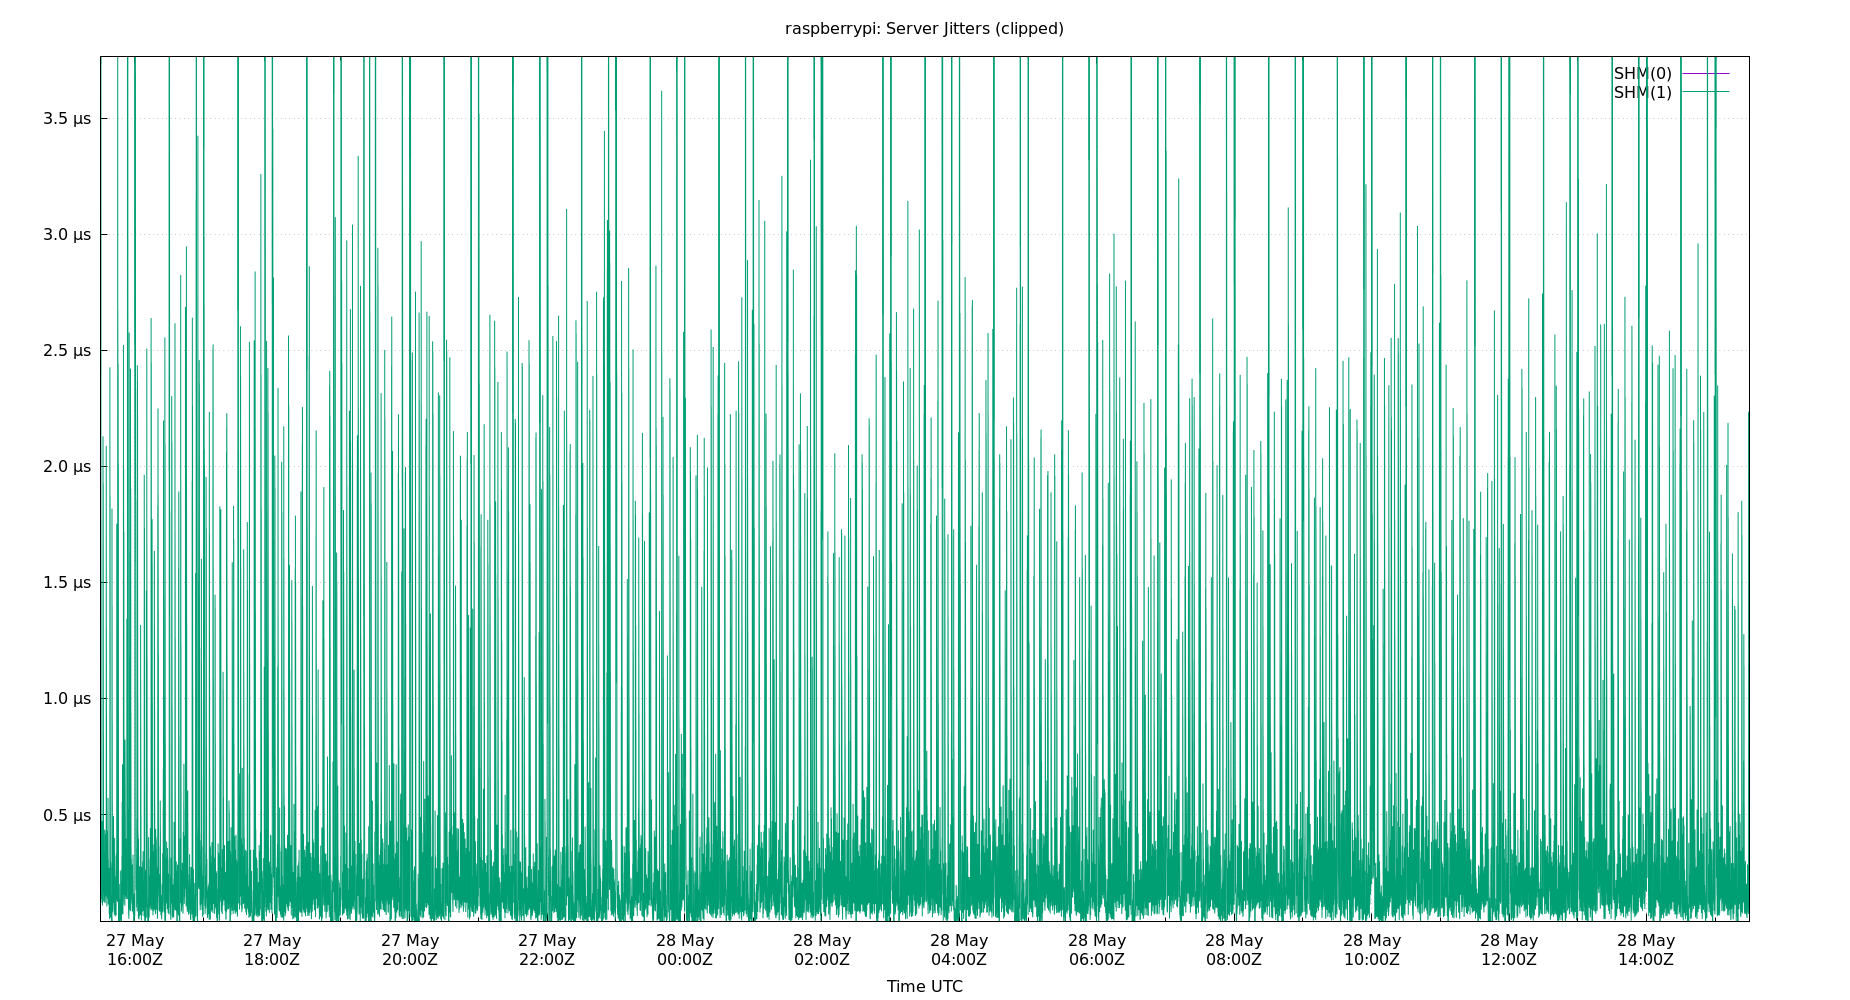 raspberrypi: Server Jitters (clipped)
SHM(0)
SHM(1)
3.5 µs
3.0 µs
2.5 µs
2.0 µs
1.5 µs
1.0 µs
0.5 µs
27 May 27 May 27 May 27 May 28 May 28 May 28 May 28 May 28 May 28 May 28 May 28 May
16:00Z 18:00Z 20:00Z 22:00Z 00:00Z 02:00Z 04:00Z 06:00Z 08:00Z 10:00Z 12:00Z 14:00Z
Time UTC